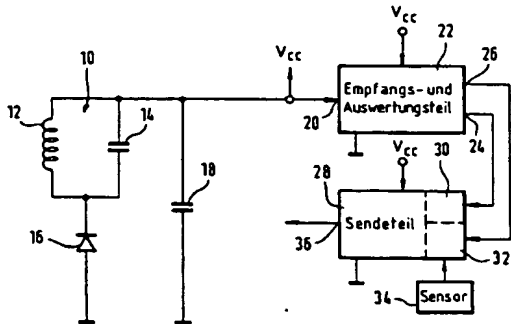 10
12
14
16
18
Vcc
20
Vcc
22
Empfangs- und
Auswertungsteil
26
24
Vcc
28
30
Sendeteil
36
32
34
Sensor